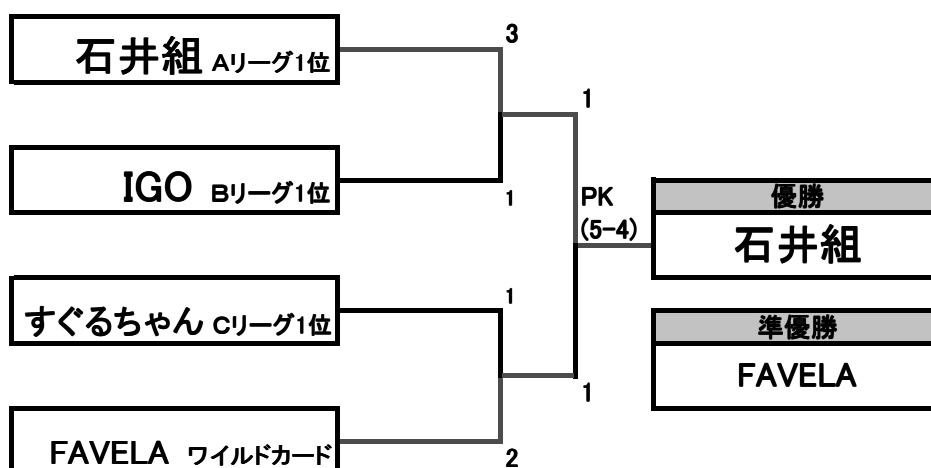 石井組 Aリーグ1位
3
1
IGO Bリーグ1位
1
PK
(5-4)
優勝
石井組
すぐるちゃん Cリーグ1位
1
準優勝
FAVELA
1
FAVELA ワイルドカード
2